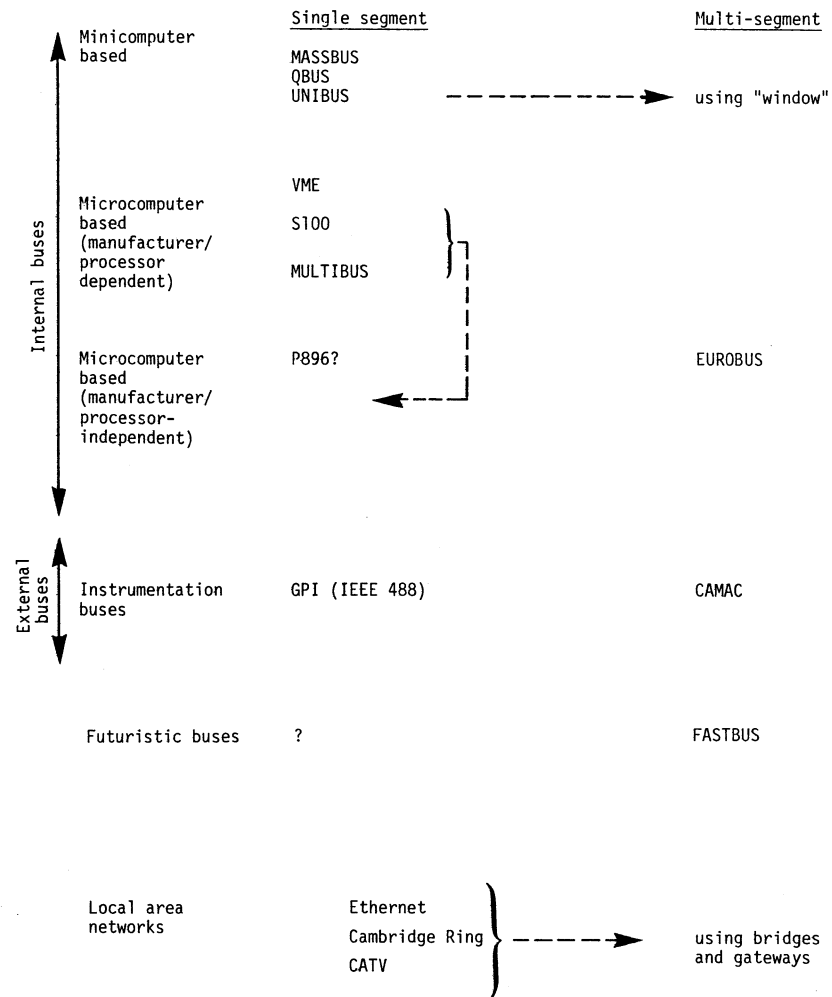 Single segment
Multi-segment
Minicomputer
based
MASSBUS
QBUS
UNIBUS
using "window"
Internal buses
Microcomputer
based
(manufacturer/
processor
dependent)
VME
S100
MULTIBUS
Microcomputer
based
(manufacturer/
processor-
independent)
P896?
EUROBUS
External
buses
Instrumentation
buses
GPI (IEEE 488)
CAMAC
Futuristic buses
?
FASTBUS
Local area
networks
Ethernet
Cambridge Ring
CATV
using bridges
and gateways